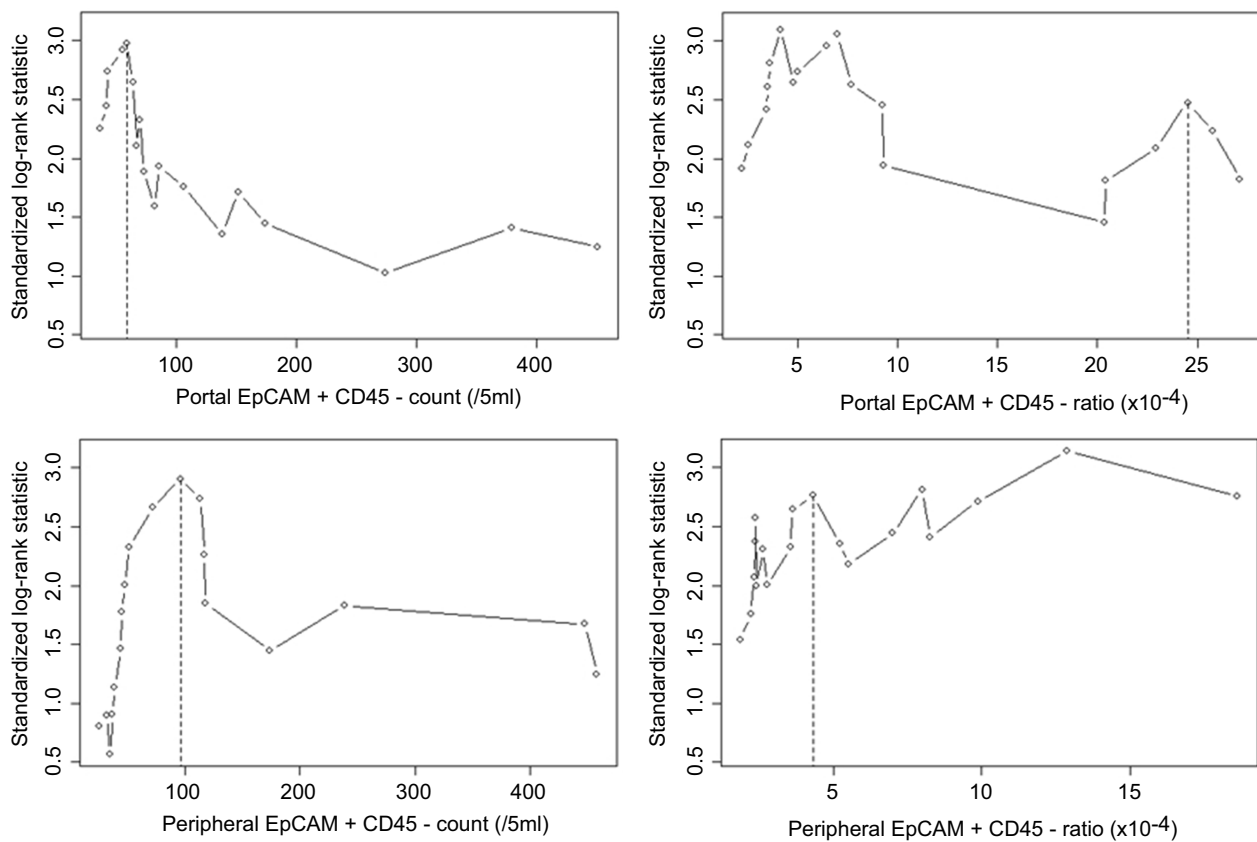 Standardized log-rank statistic
3.0
2.5
2.0
1.5
1.0
0.5
100 200 300 400
Portal EpCAM + CD45 - count (/5ml)
Standardized log-rank statistic
3.0
2.5
2.0
1.5
1.0
0.5
5 10 15 20 25
Portal EpCAM + CD45 - ratio (x10-4)
Standardized log-rank statistic
3.0
2.5
2.0
1.5
1.0
0.5
100 200 300 400
Peripheral EpCAM + CD45 - count (/5ml)
Standardized log-rank statistic
3.0
2.5
2.0
1.5
1.0
0.5
5 10 15
Peripheral EpCAM + CD45 - ratio (x10-4)